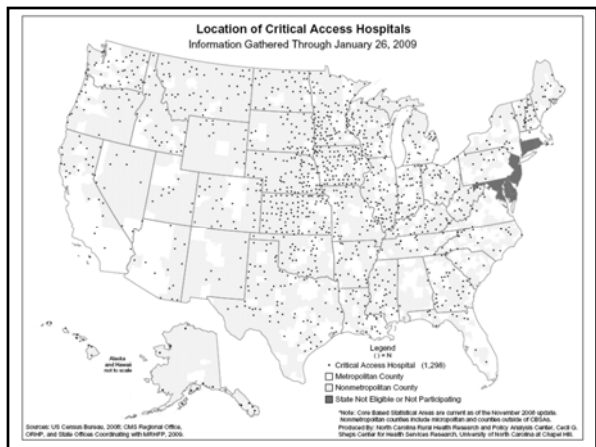 Location of Critical Access Hospitals
Information Gathered Through January 26, 2009
Alaska
and Hawaii
not to scale
Legend
( ) = N
Critical Access Hospital (1,298)
Metropolitan County
Nonmetropolitan County
State Not Eligible or Not Participating
*Note: Core Based Statistical Areas are current as of the November 2008 update.
Nonmetropolitan counties include micropolitan and counties outside of CBSAs.
Sources: US Census Bureau, 2008; CMS Regional Office,
ORHP, and State Offices Coordinating with MRHFP, 2009.
Produced By: North Carolina Rural Health Research and Policy Analysis Center, Cecil G.
Sheps Center for Health Services Research, University of North Carolina at Chapel Hill.